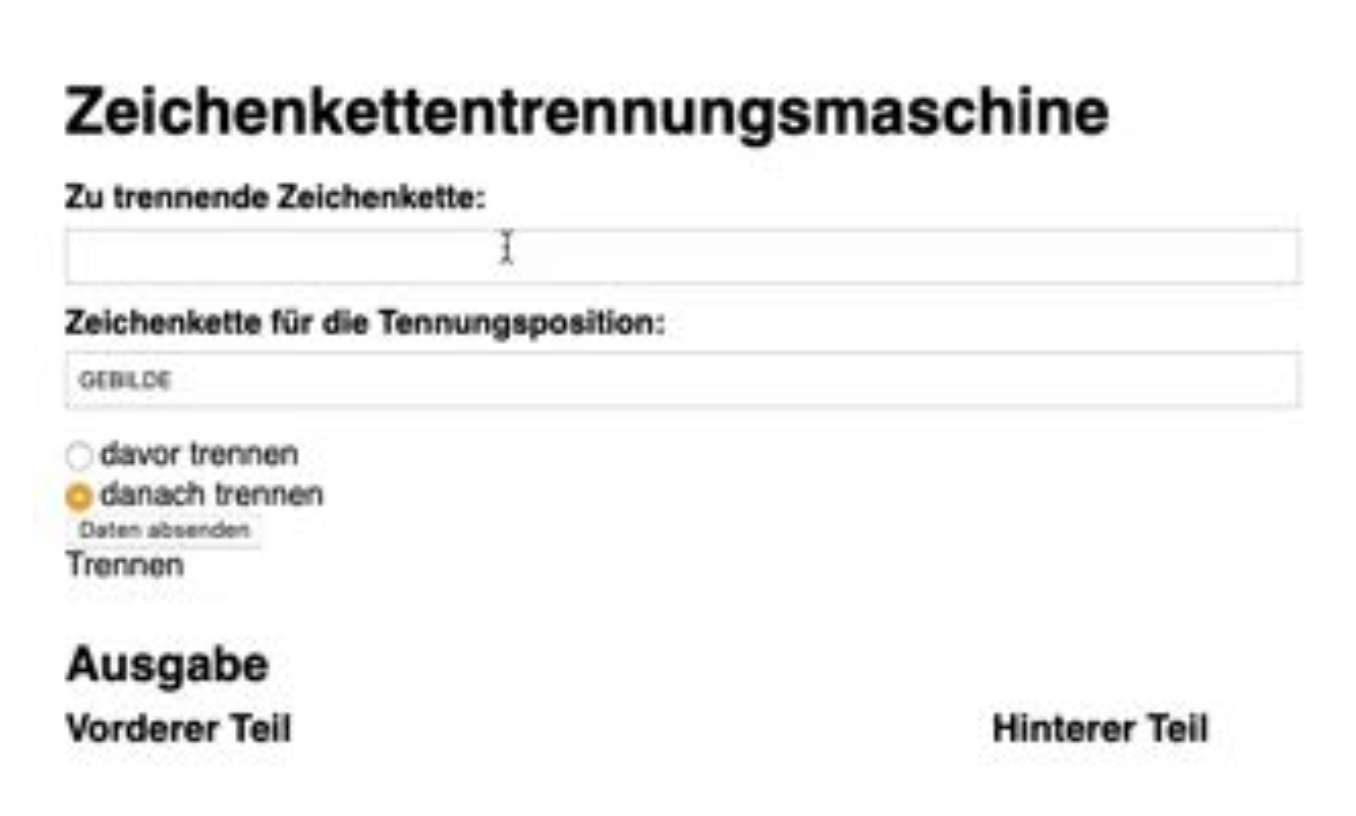 Zeichenkettentrennungsmaschine
Zu trennende Zeichenkette:
Zeichenkette für die Tennungsposition:
GEBILDE
davor trennen
danach trennen
Daten absenden
Trennen
Ausgabe
Vorderer Teil Hinterer Teil